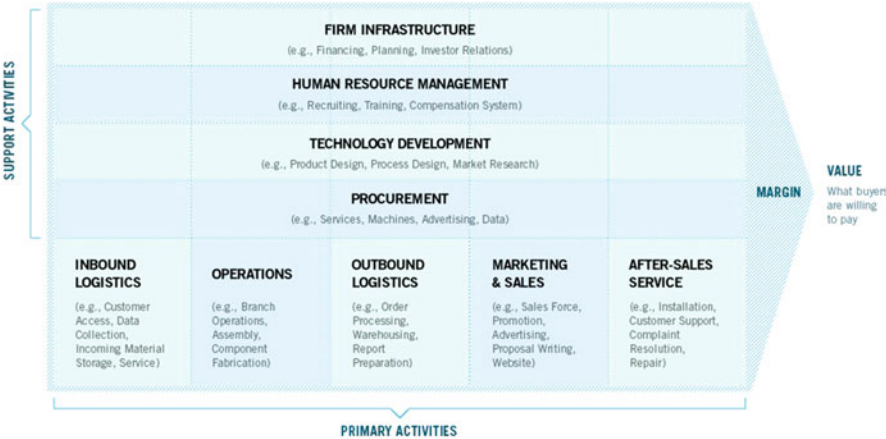 SUPPORT ACTIVITIES
FIRM INFRASTRUCTURE
(e.g., Financing, Planning, Investor Relations)
HUMAN RESOURCE MANAGEMENT
(e.g., Recruiting, Training, Compensation System)
TECHNOLOGY DEVELOPMENT
(e.g., Product Design, Process Design, Market Research)
PROCUREMENT
(e.g., Services, Machines, Advertising, Data)
INBOUND
LOGISTICS
(e.g., Customer
Access, Data
Collection,
Incoming Material
Storage, Service)
OPERATIONS
(e.g., Branch
Operations,
Assembly,
Component
Fabrication)
OUTBOUND
LOGISTICS
(e.g., Order
Processing,
Warehousing,
Report
Preparation)
MARKETING
& SALES
(e.g., Sales Force,
Promotion,
Advertising,
Proposal Writing,
Website)
AFTER-SALES
SERVICE
(e.g., Installation,
Customer Support,
Complaint
Resolution,
Repair)
MARGIN
VALUE
What buyers
are willing
to pay
PRIMARY ACTIVITIES